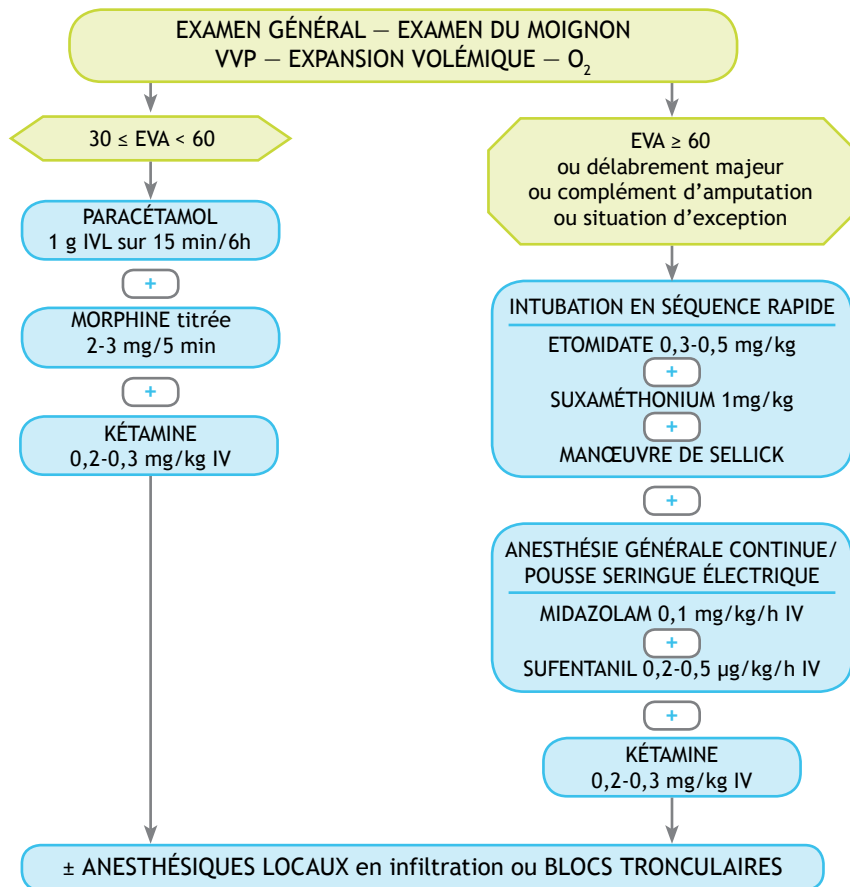 EXAMEN GÉNÉRAL — EXAMEN DU MOIGNON
VVP — EXPANSION VOLÉMIQUE — O₂
30 ≤ EVA < 60
PARACÉTAMOL
1 g IVL sur 15 min/6h
+
MORPHINE titrée
2-3 mg/5 min
+
KÉTAMINE
0,2-0,3 mg/kg IV
EVA ≥ 60
ou délabrement majeur
ou complément d’amputation
ou situation d’exception
INTUBATION EN SÉQUENCE RAPIDE
ETOMIDATE 0,3-0,5 mg/kg
+
SUXAMÉTHONIUM 1mg/kg
+
MANŒUVRE DE SELLICK
+
ANESTHÉSIE GÉNÉRALE CONTINUE/
POUSSE SERINGUE ÉLECTRIQUE
MIDAZOLAM 0,1 mg/kg/h IV
+
SUFENTANIL 0,2-0,5 µg/kg/h IV
+
KÉTAMINE
0,2-0,3 mg/kg IV
± ANESTHÉSIQUES LOCAUX en infiltration ou BLOCS TRONCULAIRES